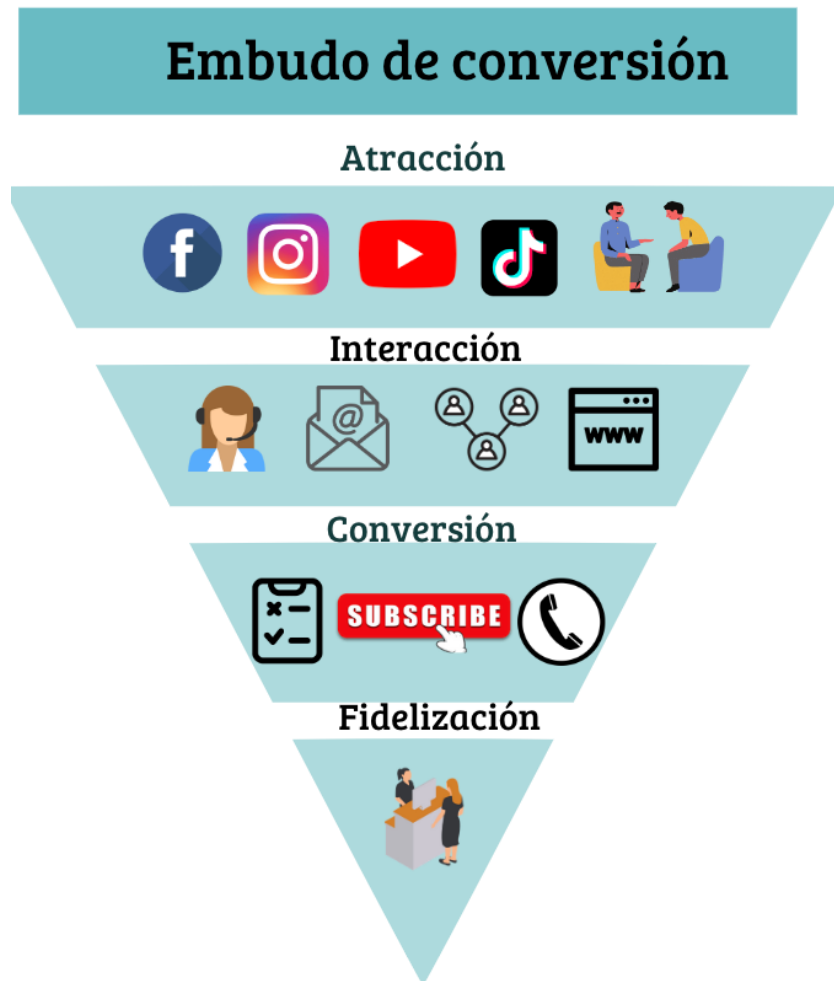 Embudo de conversión
Atracción
f
Interacción
@
www
Conversión
SUBSCRIBE
Fidelización